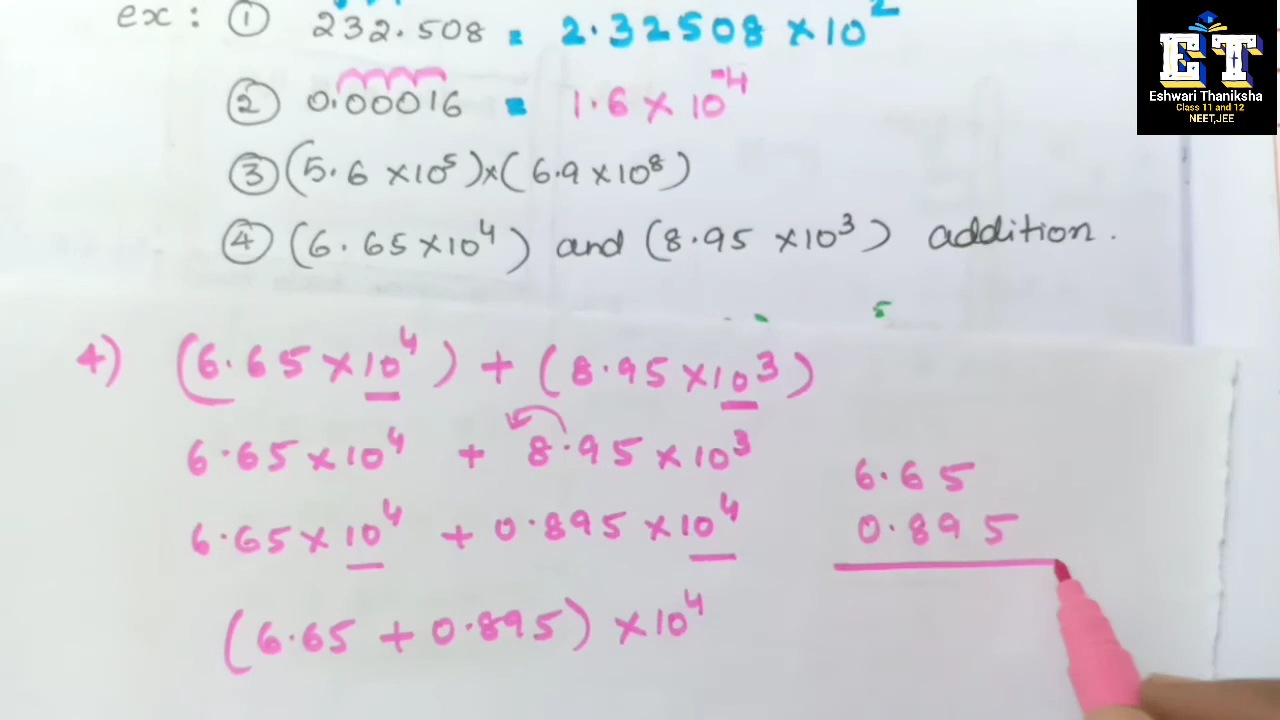 ex : ① 232.508 = 2.32508 × 10²
② 0.00016 = 1.6 × 10⁻⁴
③ (5.6 × 10⁵) × (6.9 × 10⁸)
④ (6.65 × 10⁴) and (8.95 × 10³) addition.
4) (6.65 × 10⁴) + (8.95 × 10³)
6.65 × 10⁴ + 8.95 × 10³
6.65 × 10⁴ + 0.895 × 10⁴
(6.65 + 0.895) × 10⁴
6.65
0.895
ET
Eshwari Thaniksha
Class 11 and 12
NEET,JEE